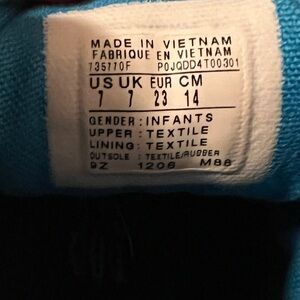 MADE IN VIETNAM
FABRIQUE EN VIETNAM
735770F P0JQDD4T00301
US UK EUR CM
7 7 23 14
GENDER: INFANTS
UPPER: TEXTILE
LINING: TEXTILE
OUTSOLE: TEXTILE/RUBBER
9Z 1206 M88